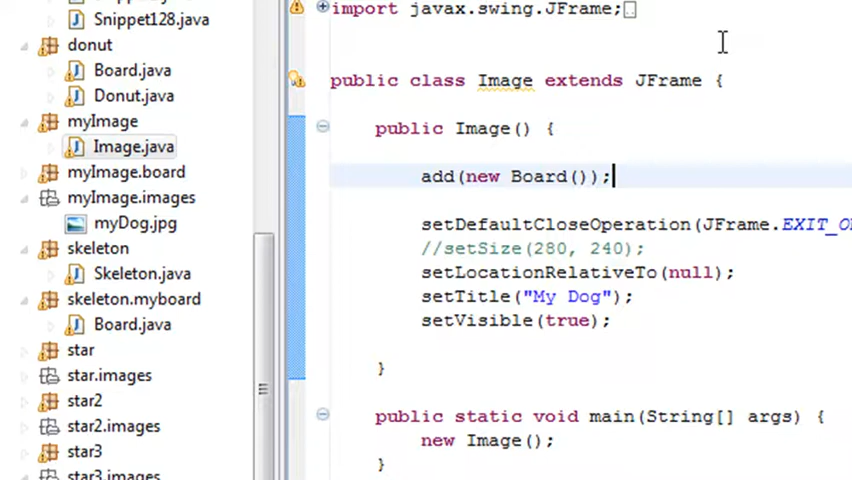 Snippet128.java
donut
Board.java
Donut.java
myImage
Image.java
myImage.board
myImage.images
myDog.jpg
skeleton
Skeleton.java
skeleton.myboard
Board.java
star
star.images
star2
star2.images
star3
star3.images
import javax.swing.JFrame;
public class Image extends JFrame {
public Image() {
add(new Board());
setDefaultCloseOperation(JFrame.EXIT_O
//setSize(280, 240);
setLocationRelativeTo(null);
setTitle("My Dog");
setVisible(true);
}
public static void main(String[] args) {
new Image();
}